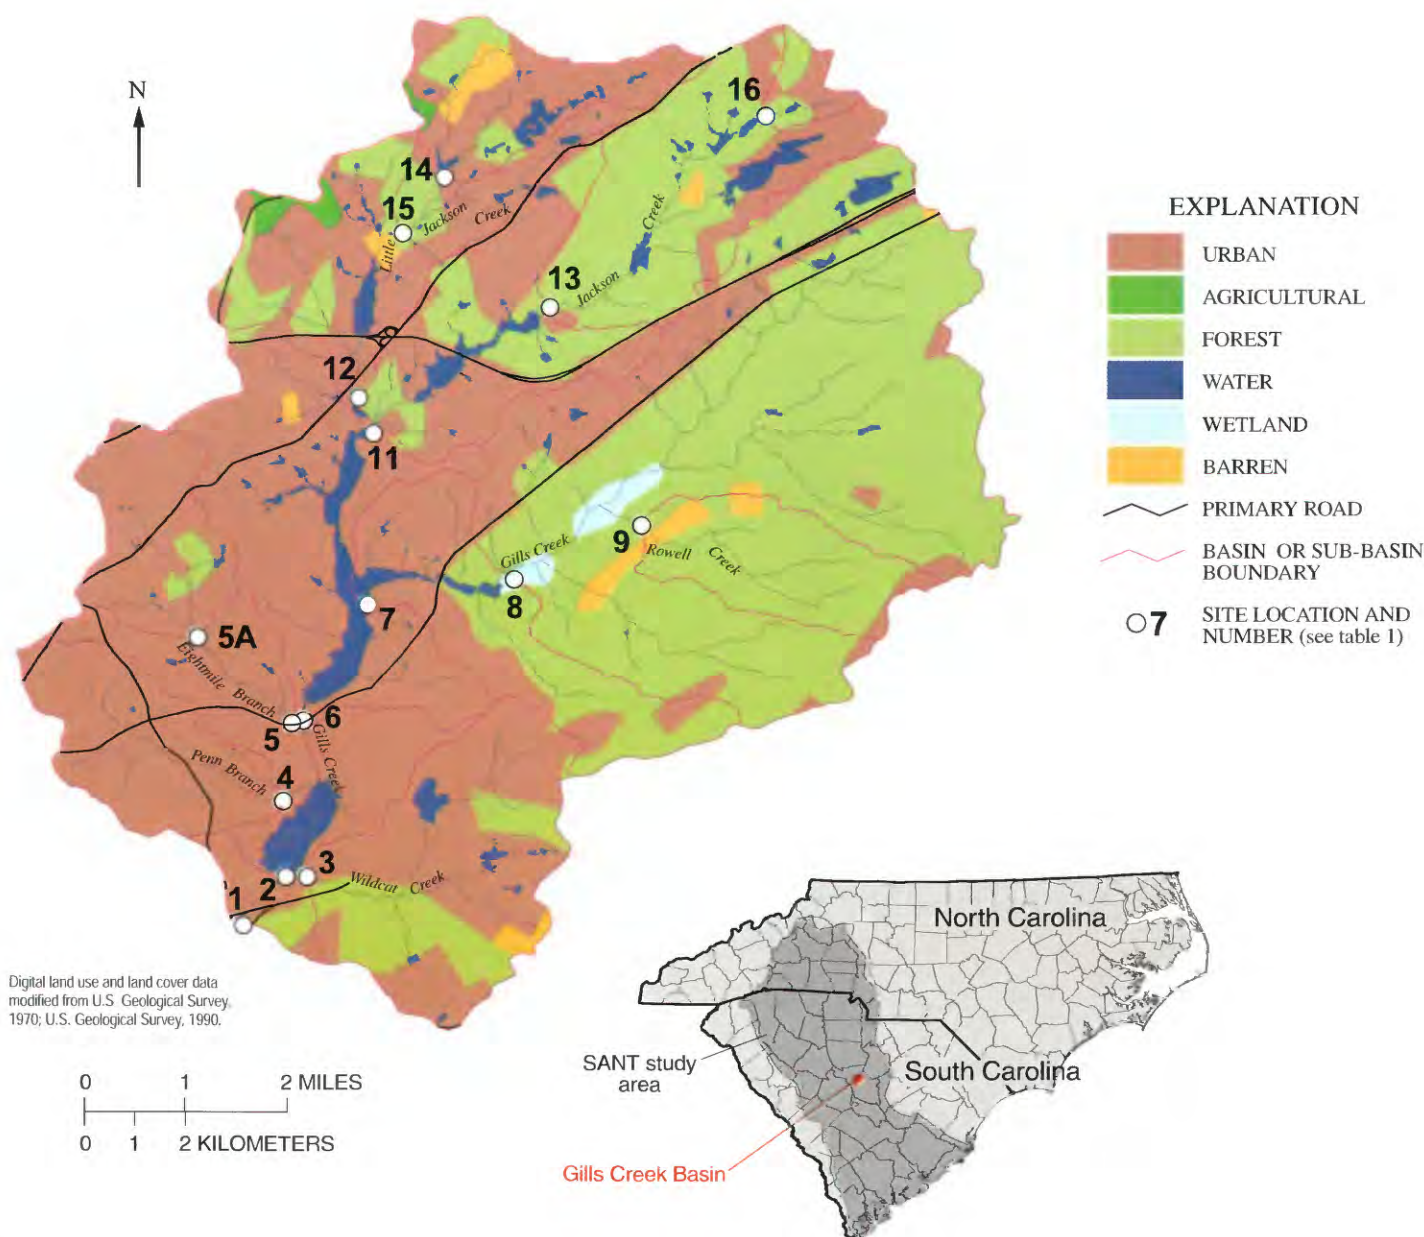 N
16
14
15
Little
Jackson Creek
13
Jackson
Creek
12
11
Gills Creek
9
Rowell Creek
8
7
5A
Eightmile Branch
6
5
Gills Creek
Penn Branch
4
3
2
Wildcat Creek
1
EXPLANATION
URBAN
AGRICULTURAL
FOREST
WATER
WETLAND
BARREN
PRIMARY ROAD
BASIN OR SUB-BASIN
BOUNDARY
7 SITE LOCATION AND
NUMBER (see table 1)
Digital land use and land cover data
modified from U.S Geological Survey,
1970; U.S. Geological Survey, 1990.
0 1 2 MILES
0 1 2 KILOMETERS
North Carolina
SANT study
area
South Carolina
Gills Creek Basin